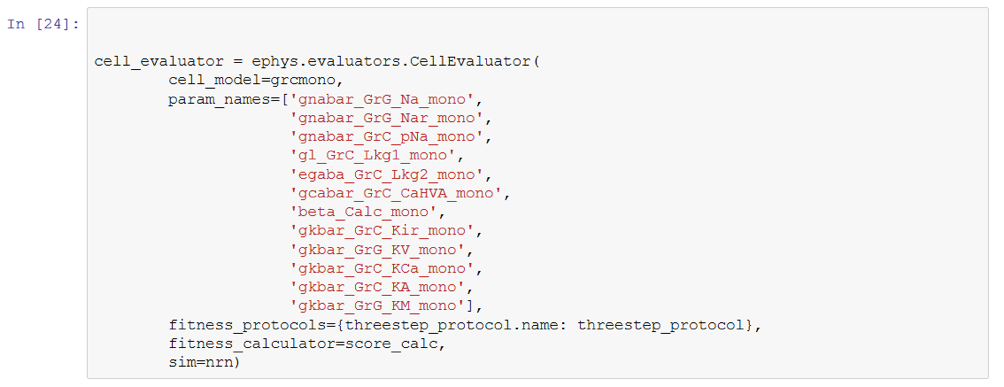 In [24]:
cell_evaluator = ephys.evaluators.CellEvaluator(
        cell_model=grcmono,
        param_names=['gnabar_GrG_Na_mono',
                     'gnabar_GrG_Nar_mono',
                     'gnabar_GrC_pNa_mono',
                     'gl_GrC_Lkg1_mono',
                     'egaba_GrC_Lkg2_mono',
                     'gcabar_GrC_CaHVA_mono',
                     'beta_Calc_mono',
                     'gkbar_GrC_Kir_mono',
                     'gkbar_GrG_KV_mono',
                     'gkbar_GrC_KCa_mono',
                     'gkbar_GrC_KA_mono',
                     'gkbar_GrG_KM_mono'],
        fitness_protocols={threestep_protocol.name: threestep_protocol},
        fitness_calculator=score_calc,
        sim=nrn)